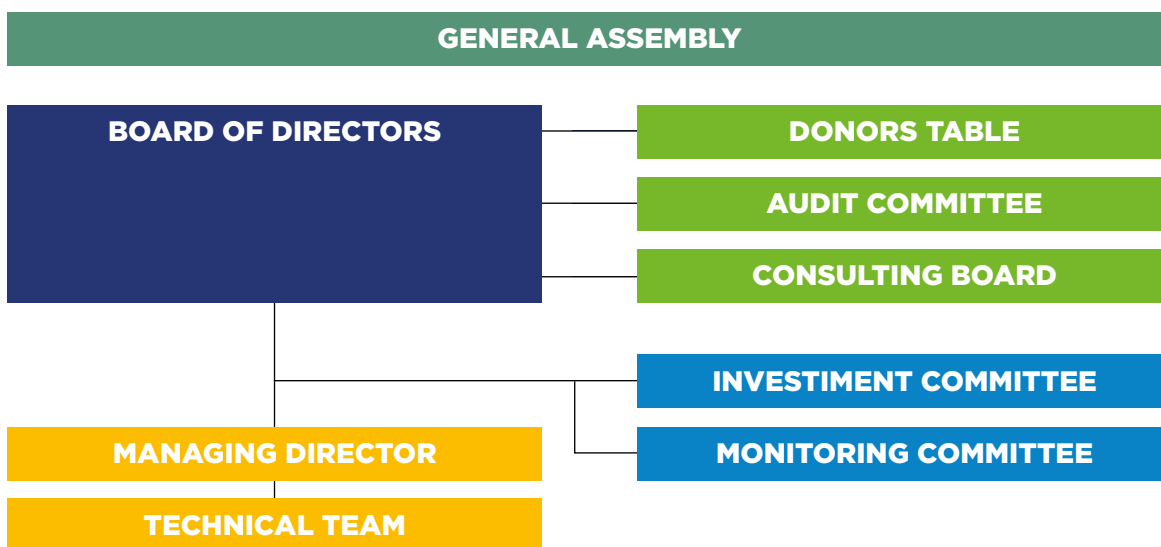 GENERAL ASSEMBLY
BOARD OF DIRECTORS
DONORS TABLE
AUDIT COMMITTEE
CONSULTING BOARD
INVESTIMENT COMMITTEE
MANAGING DIRECTOR
MONITORING COMMITTEE
TECHNICAL TEAM